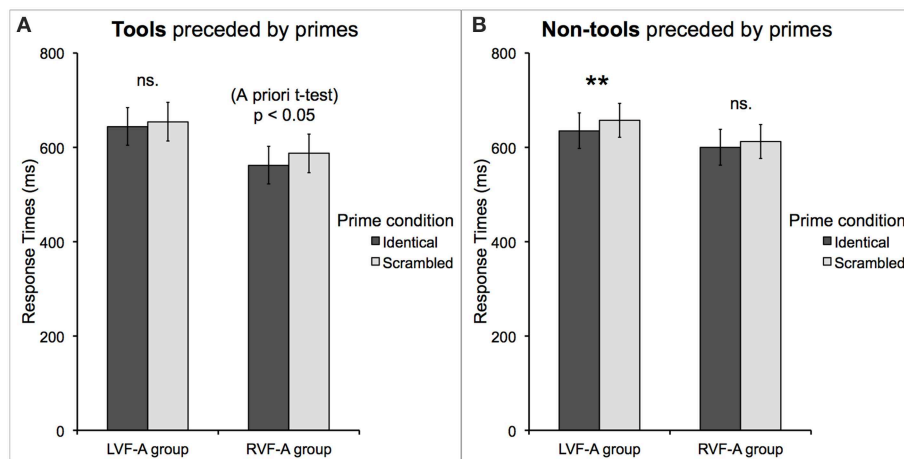 A
Tools preceded by primes
800
600
400
200
0
Response Times (ms)
ns.
(A priori t-test)
p < 0.05
Prime condition
Identical
Scrambled
LVF-A group
RVF-A group
B
Non-tools preceded by primes
800
600
400
200
0
Response Times (ms)
**
ns.
Prime condition
Identical
Scrambled
LVF-A group
RVF-A group